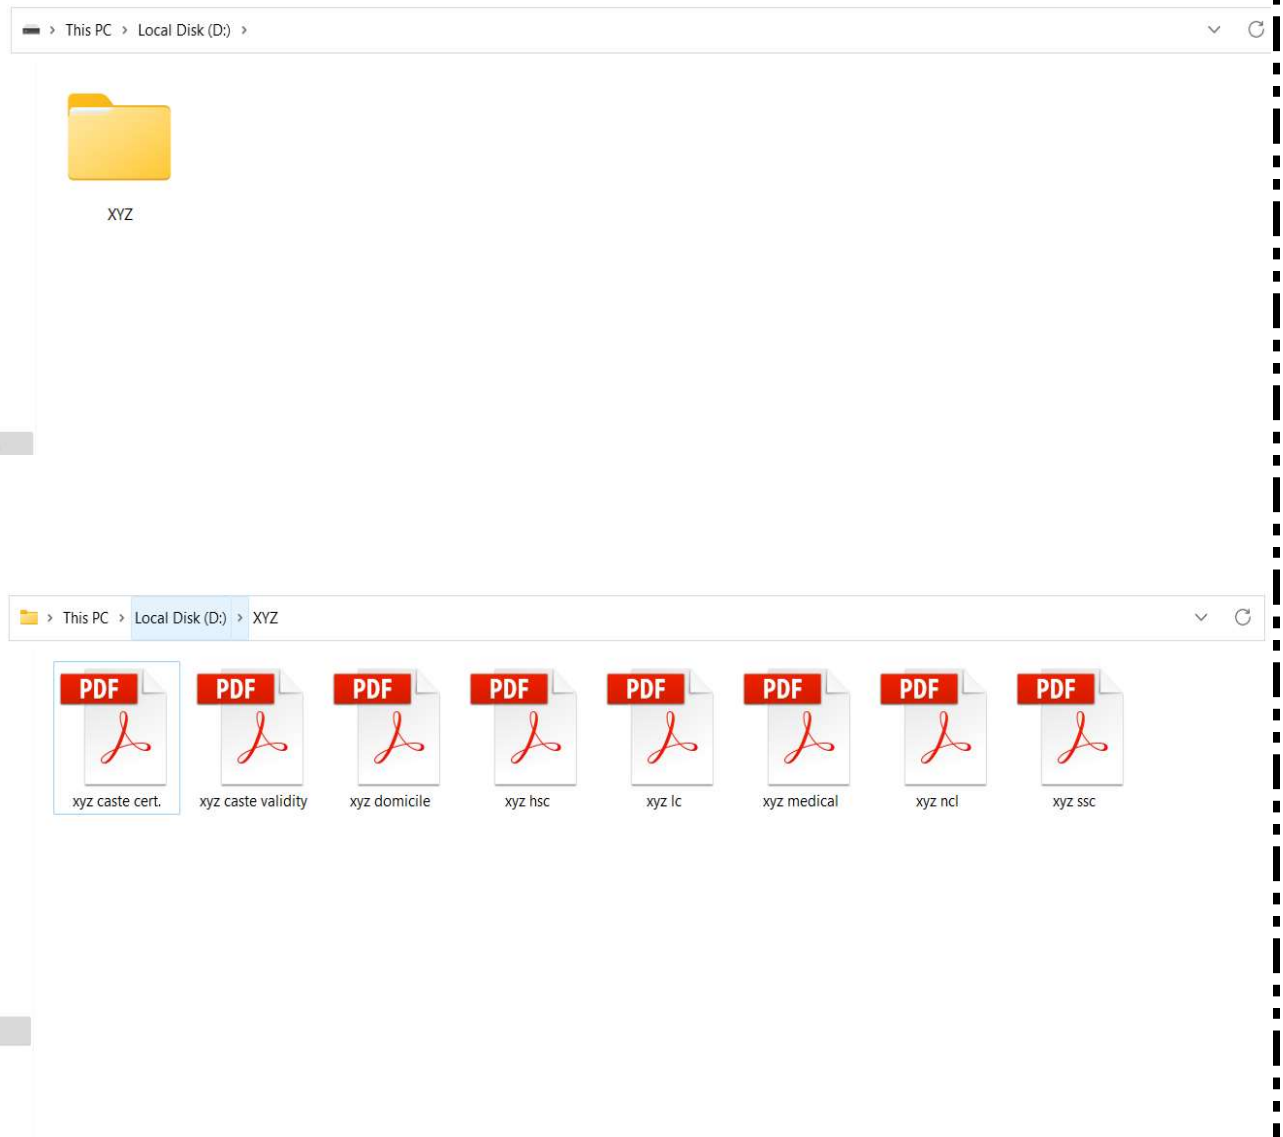 This PC > Local Disk (D:) >
XYZ
This PC > Local Disk (D:) > XYZ
PDF PDF PDF PDF PDF PDF PDF PDF
xyz caste cert. xyz caste validity xyz domicile xyz hsc xyz lc xyz medical xyz ncl xyz ssc